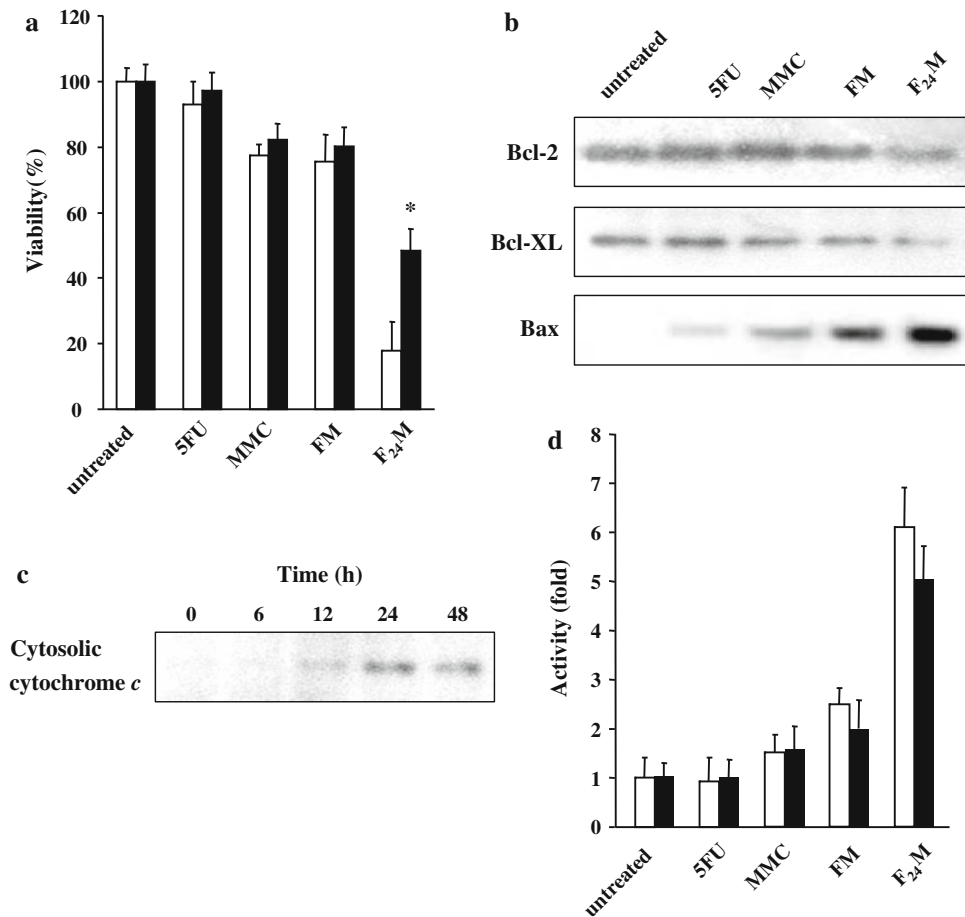 a
120
100
80
60
40
20
0
Viability(%)
*
untreated
5FU
MMC
FM
F₂₄M
b
untreated
5FU
MMC
FM
F₂₄M
Bcl-2
Bcl-XL
Bax
c
Time (h)
0 6 12 24 48
Cytosolic
cytochrome c
d
8
7
6
5
4
3
2
1
0
Activity (fold)
untreated
5FU
MMC
FM
F₂₄M